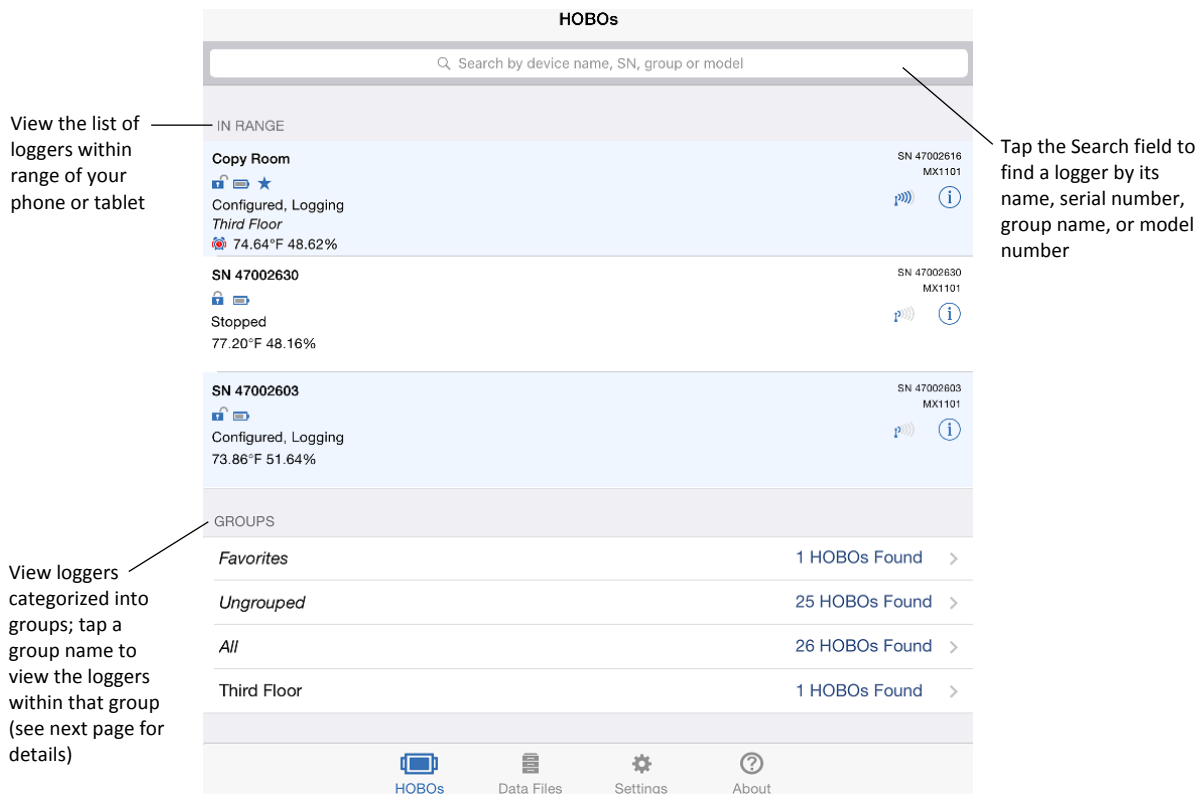 HOBOs
Search by device name, SN, group or model
View the list of
loggers within
range of your
phone or tablet
Tap the Search field to
find a logger by its
name, serial number,
group name, or model
number
IN RANGE
Copy Room
SN 47002616
MX1101
Configured, Logging
Third Floor
74.64°F 48.62%
SN 47002630
SN 47002630
MX1101
Stopped
77.20°F 48.16%
SN 47002603
SN 47002603
MX1101
Configured, Logging
73.86°F 51.64%
GROUPS
View loggers
categorized into
groups; tap a
group name to
view the loggers
within that group
(see next page for
details)
Favorites 1 HOBOs Found
Ungrouped 25 HOBOs Found
All 26 HOBOs Found
Third Floor 1 HOBOs Found
HOBOs Data Files Settings About